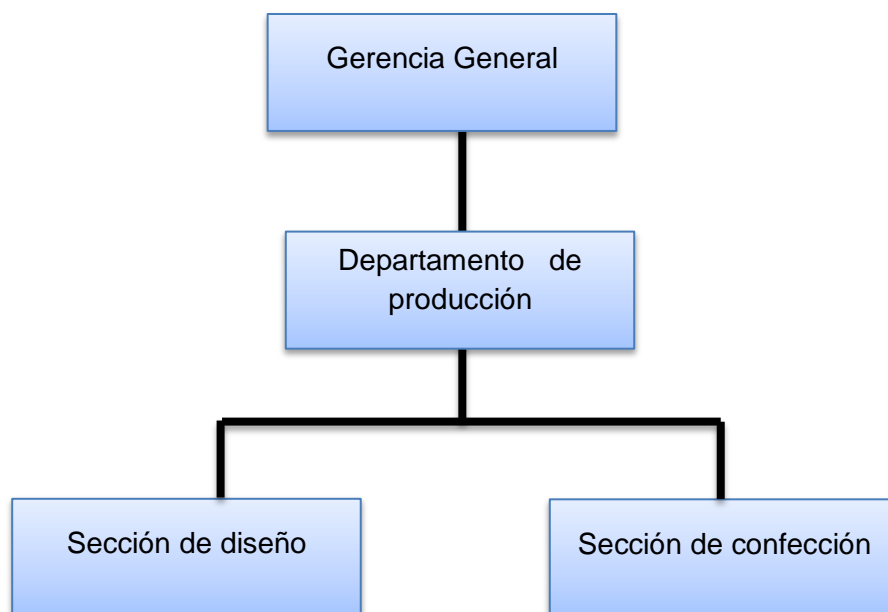 Gerencia General
Departamento de
producción
Sección de diseño
Sección de confección